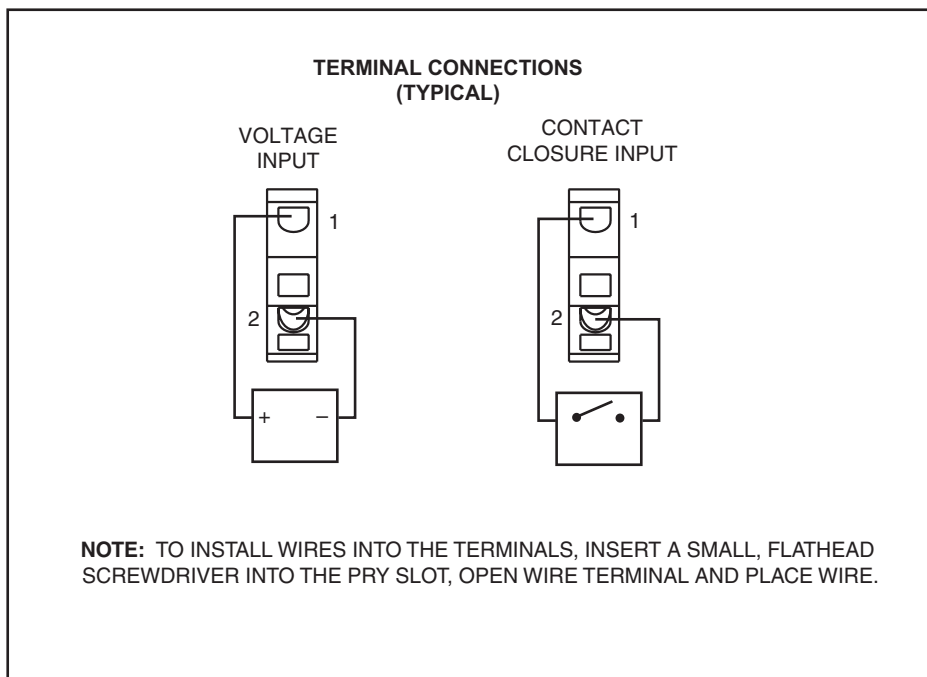 TERMINAL CONNECTIONS
(TYPICAL)
VOLTAGE
INPUT
1
2
+ –
CONTACT
CLOSURE INPUT
1
2
NOTE: TO INSTALL WIRES INTO THE TERMINALS, INSERT A SMALL, FLATHEAD
SCREWDRIVER INTO THE PRY SLOT, OPEN WIRE TERMINAL AND PLACE WIRE.